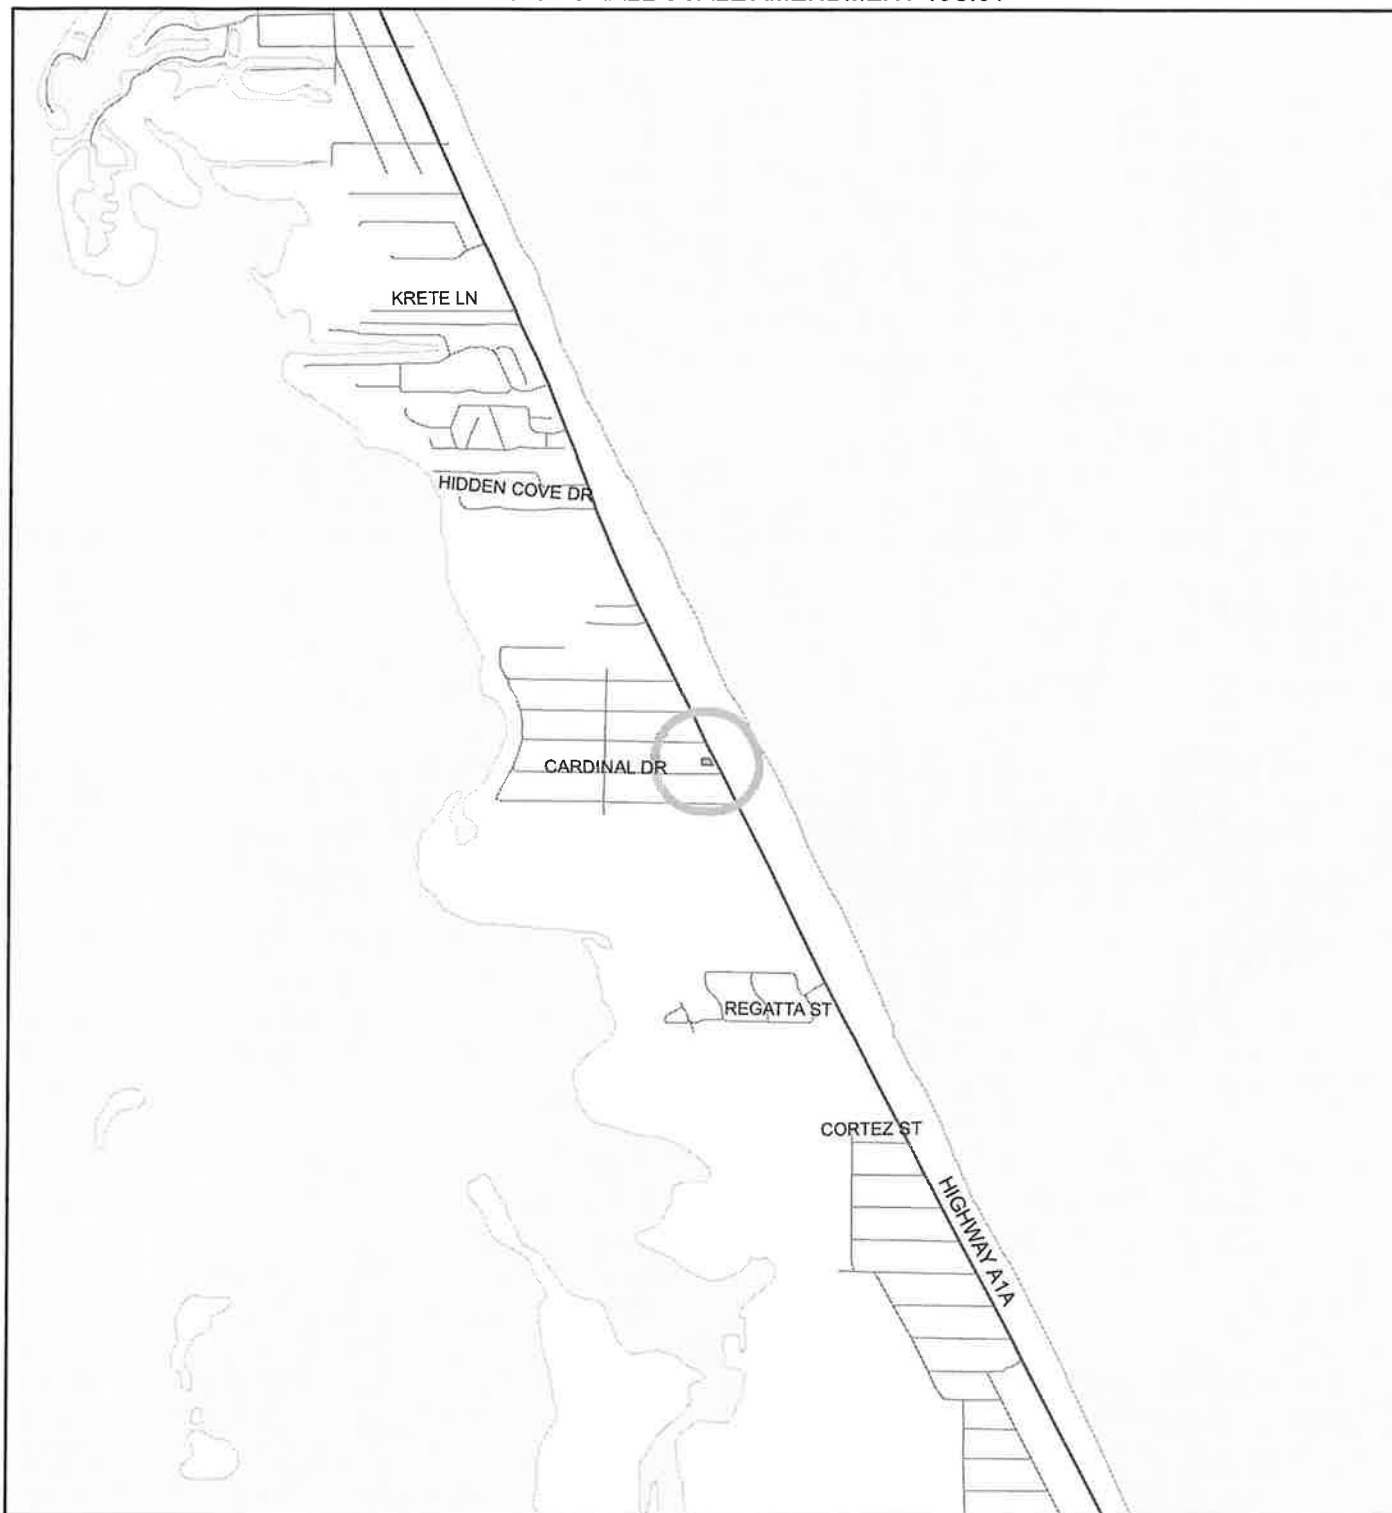 KRETE LN
HIDDEN COVE DR
CARDINAL DR
REGATTA ST
CORTEZ ST
HIGHWAY A1A